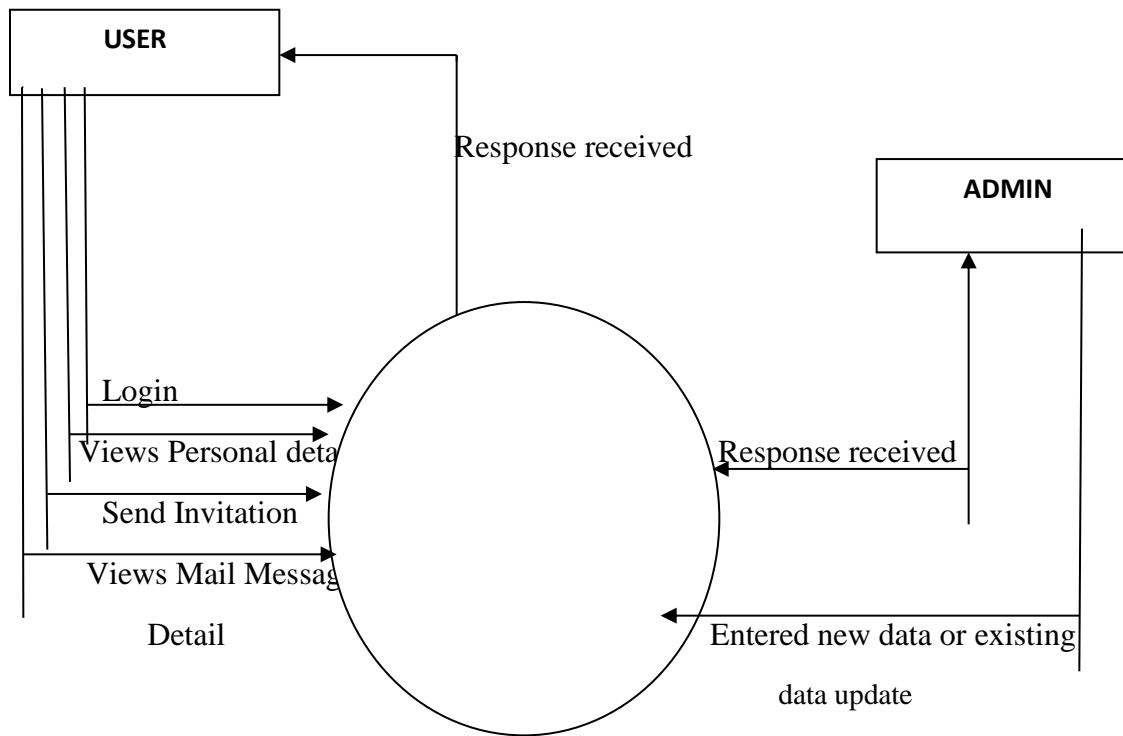 USER
Response received
ADMIN
Login
Views Personal deta
Response received
Send Invitation
Views Mail Messag
Detail
Entered new data or existing
data update